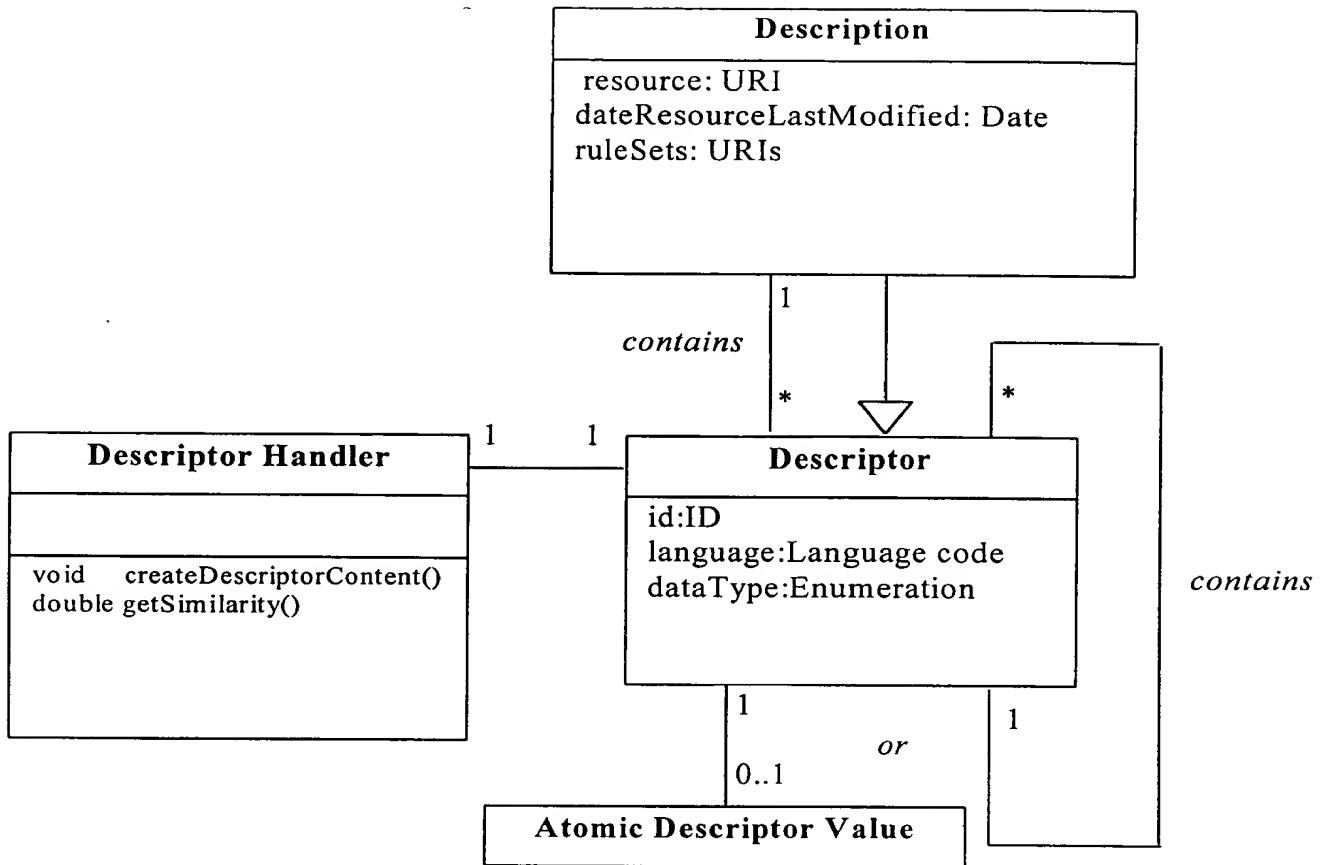 Description
resource: URI
dateResourceLastModified: Date
ruleSets: URIs
1
contains
*
*
1
1
Descriptor Handler
Descriptor
void createDescriptorContent()
double getSimilarity()
id:ID
language:Language code
dataType:Enumeration
contains
1
1
or
0..1
Atomic Descriptor Value